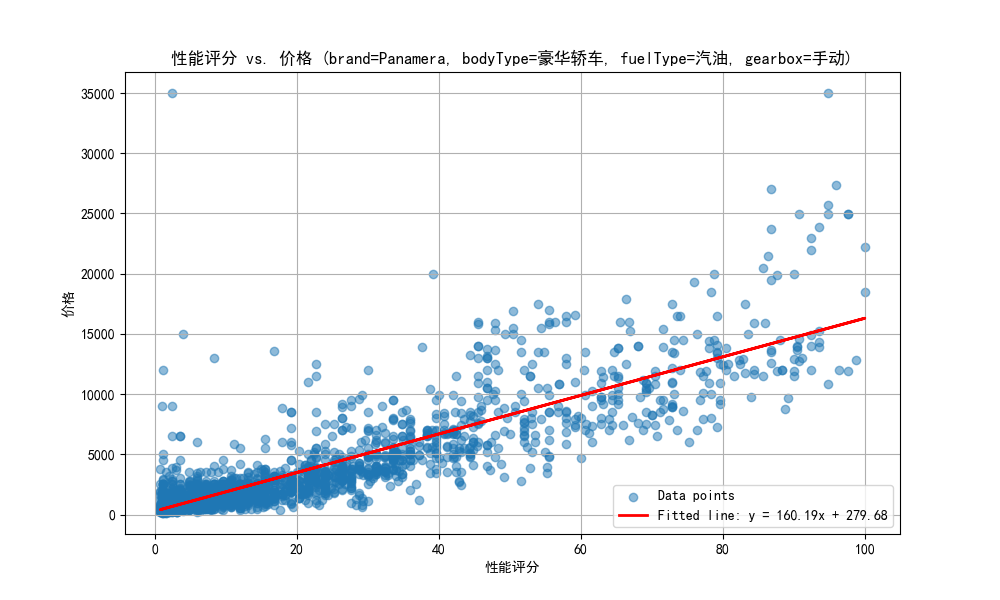 性能评分 vs. 价格 (brand=Panamera, bodyType=豪华轿车, fuelType=汽油, gearbox=手动)
价格
35000
30000
25000
20000
15000
10000
5000
0
0 20 40 60 80 100
性能评分
Data points
Fitted line: y = 160.19x + 279.68